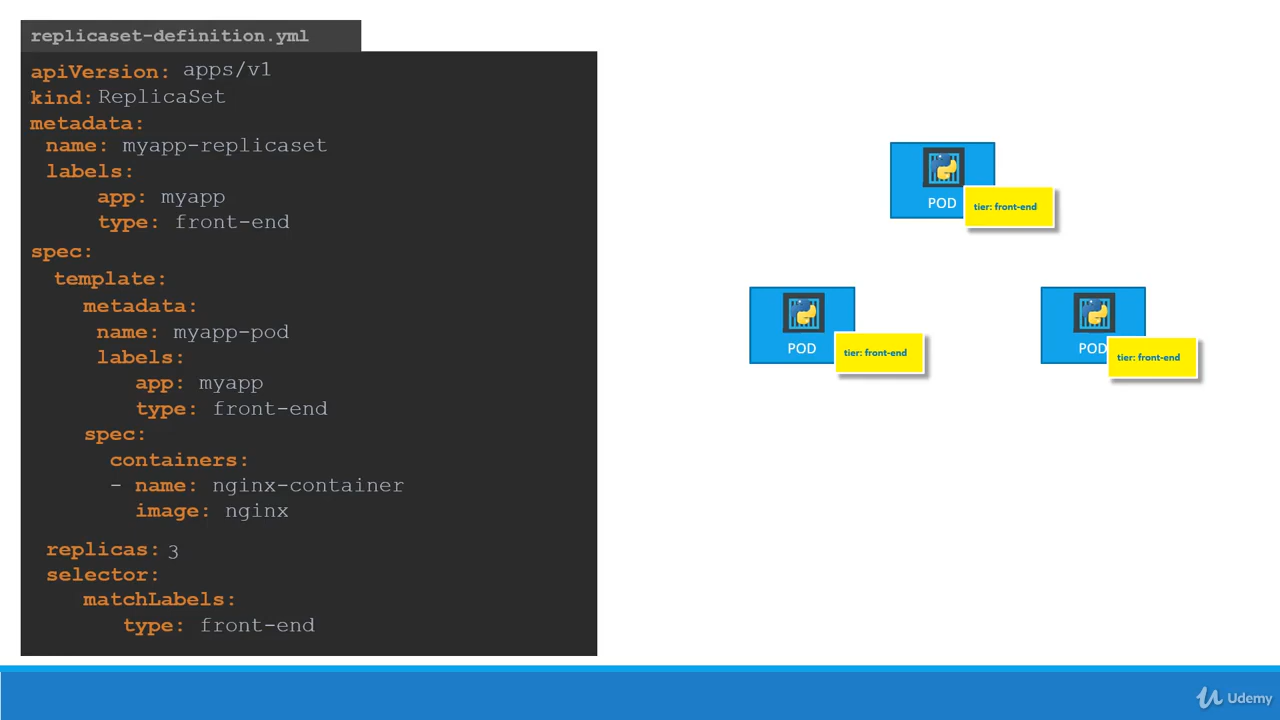 replicaset-definition.yml
apiVersion: apps/v1
kind: ReplicaSet
metadata:
name: myapp-replicaset
labels:
app: myapp
type: front-end
spec:
template:
metadata:
name: myapp-pod
labels:
app: myapp
type: front-end
spec:
containers:
- name: nginx-container
image: nginx
replicas: 3
selector:
matchLabels:
type: front-end
POD
tier: front-end
POD
tier: front-end
POD
tier: front-end
Udemy